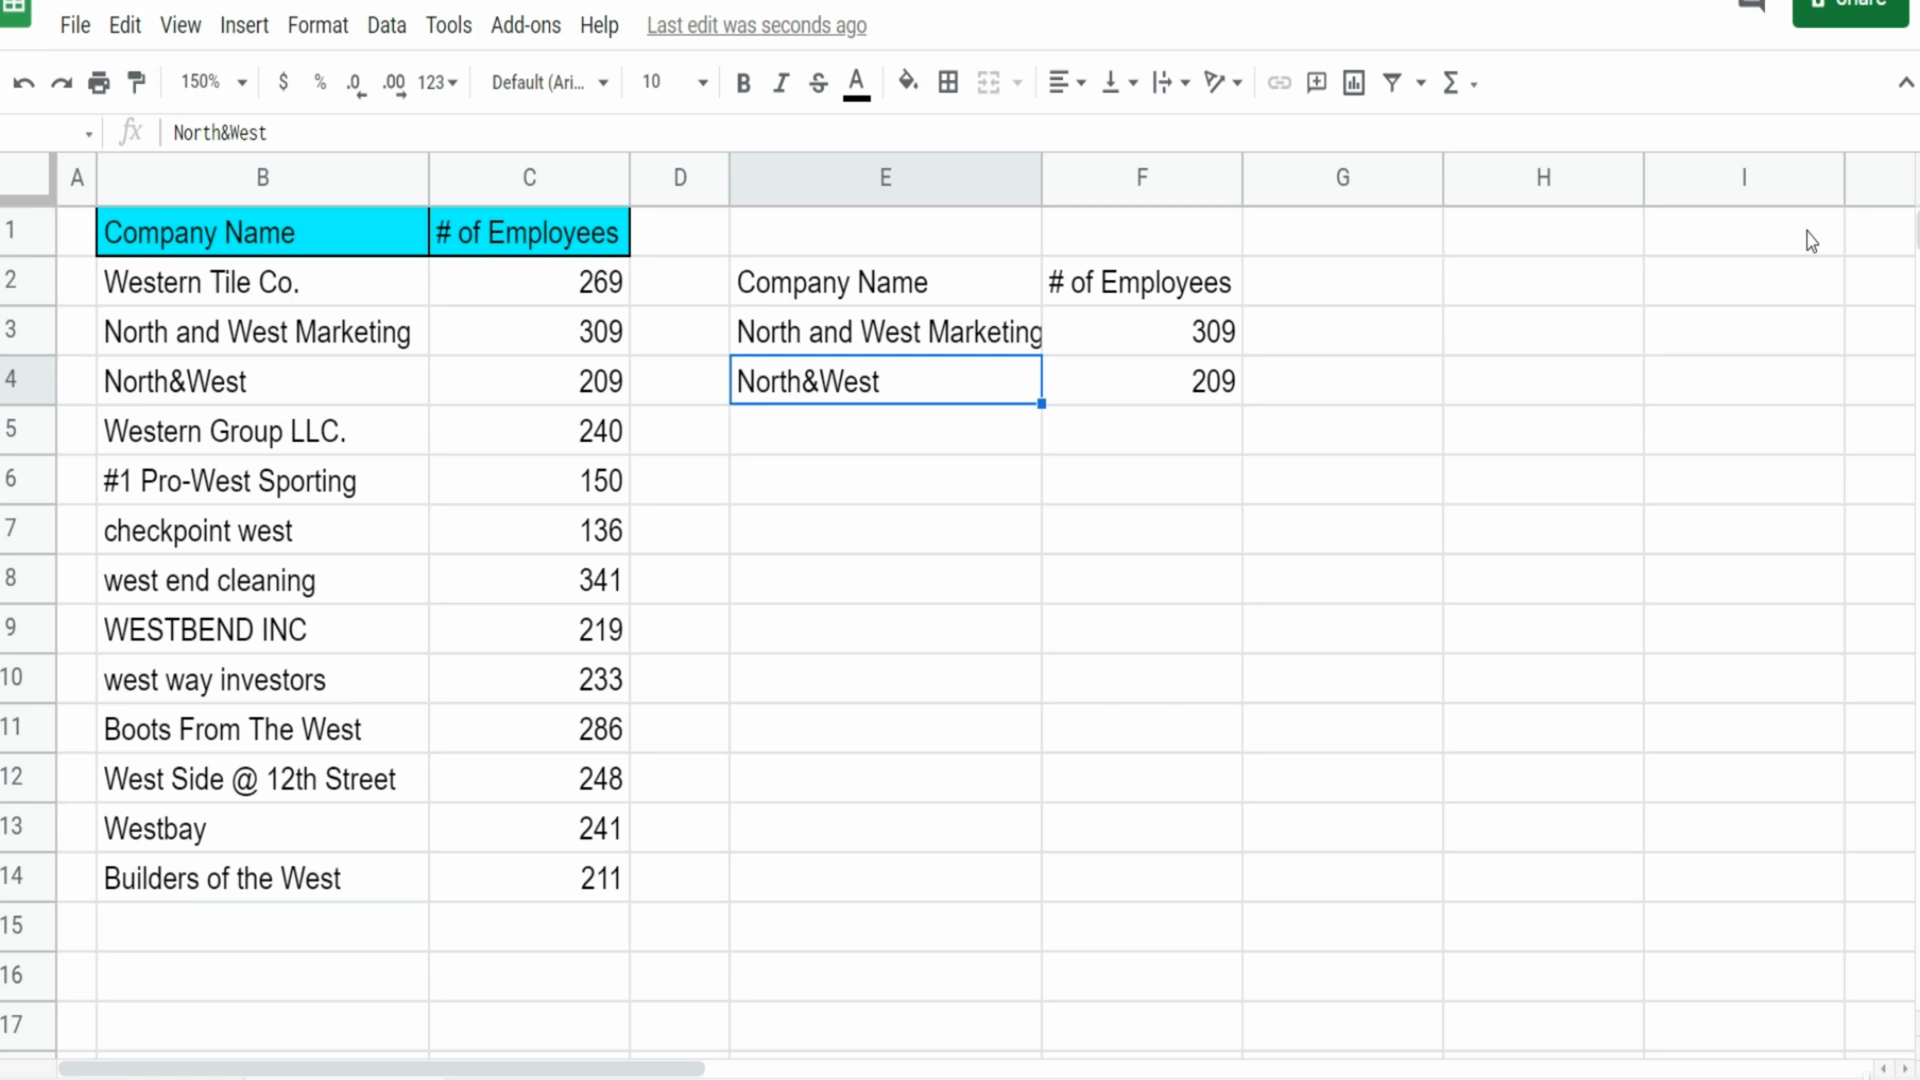 Share
File Edit View Insert Format Data Tools Add-ons Help Last edit was seconds ago
150% $ % .0 .00 123 Default (Ari... 10 B I S A Σ
fx North&West
A B C D E F G H I
1 Company Name # of Employees
2 Western Tile Co. 269 Company Name # of Employees
3 North and West Marketing 309 North and West Marketing 309
4 North&West 209 North&West 209
5 Western Group LLC. 240
6 #1 Pro-West Sporting 150
7 checkpoint west 136
8 west end cleaning 341
9 WESTBEND INC 219
10 west way investors 233
11 Boots From The West 286
12 West Side @ 12th Street 248
13 Westbay 241
14 Builders of the West 211
15
16
17